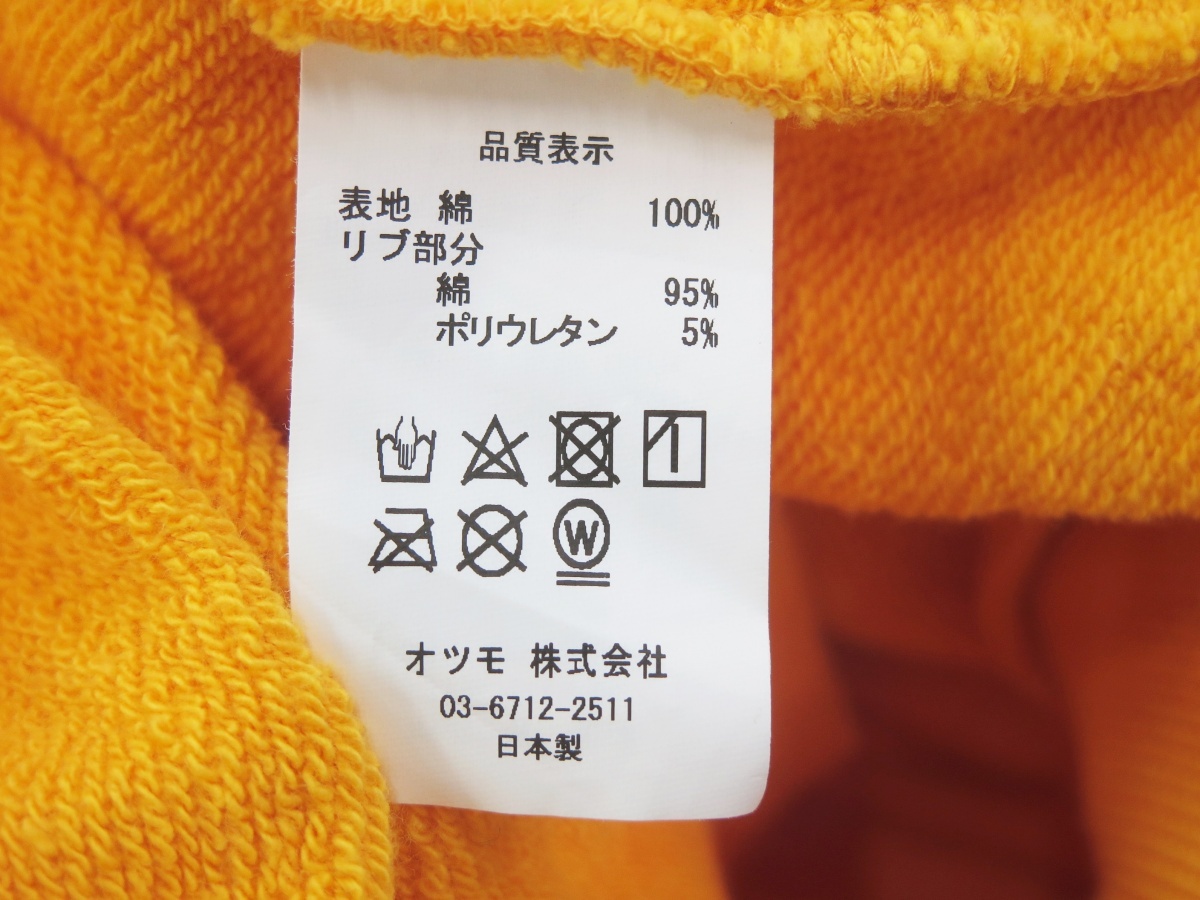 品質表示
表地 綿 100%
リブ部分
綿 95%
ポリウレタン 5%
W
オツモ 株式会社
03-6712-2511
日本製